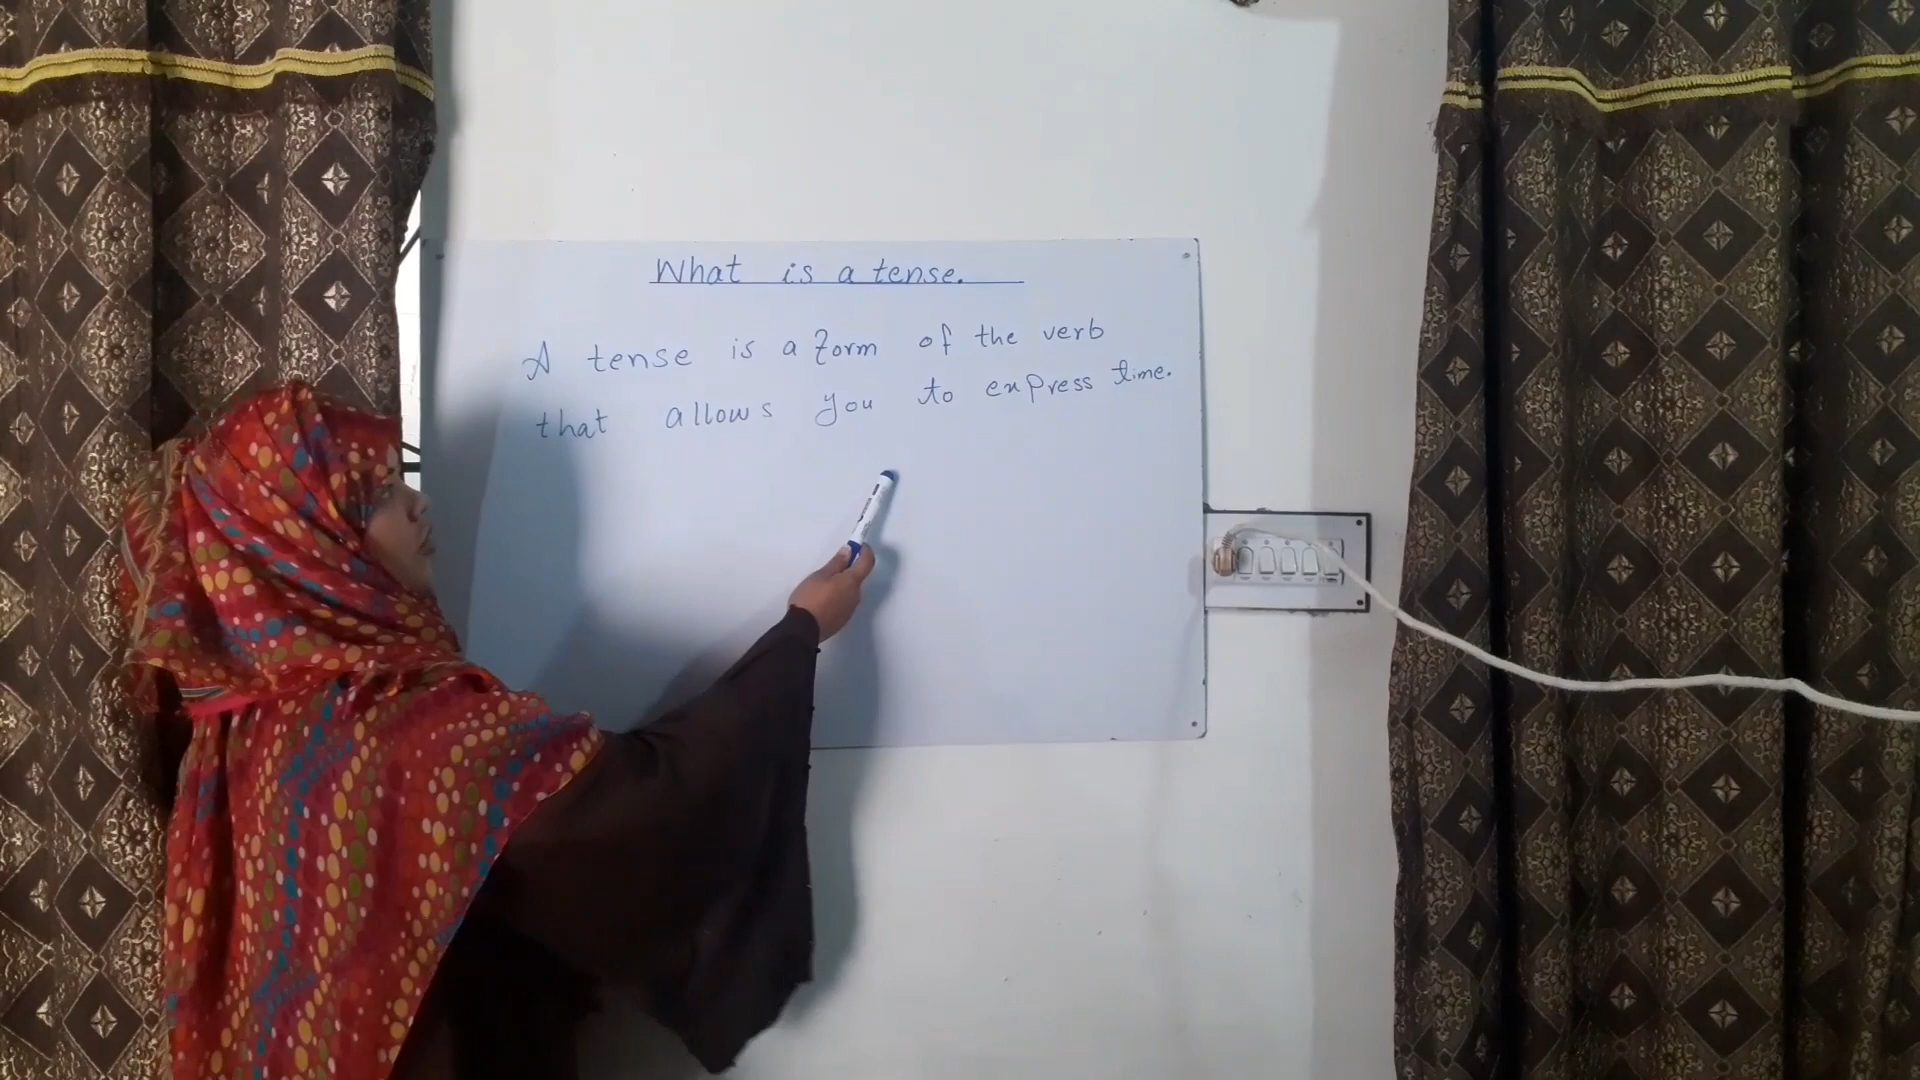 What is a tense.
A tense is a form of the verb
that allows you to express time.